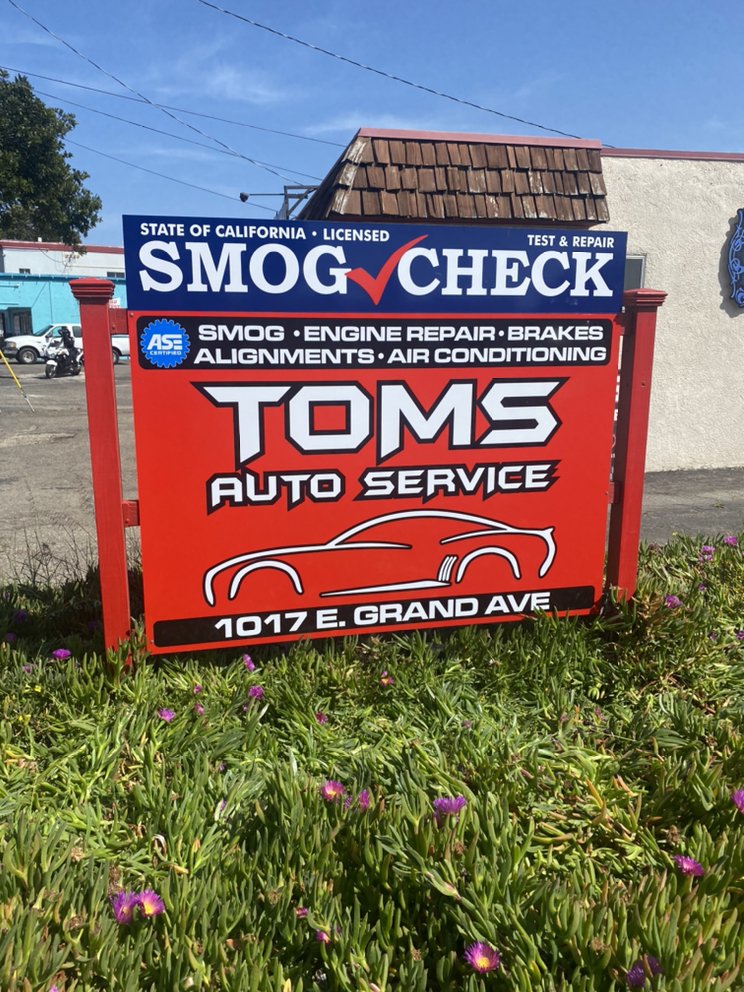 STATE OF CALIFORNIA • LICENSED TEST & REPAIR
SMOG CHECK
ASE CERTIFIED
SMOG • ENGINE REPAIR • BRAKES
ALIGNMENTS • AIR CONDITIONING
TOMS
AUTO SERVICE
1017 E. GRAND AVE